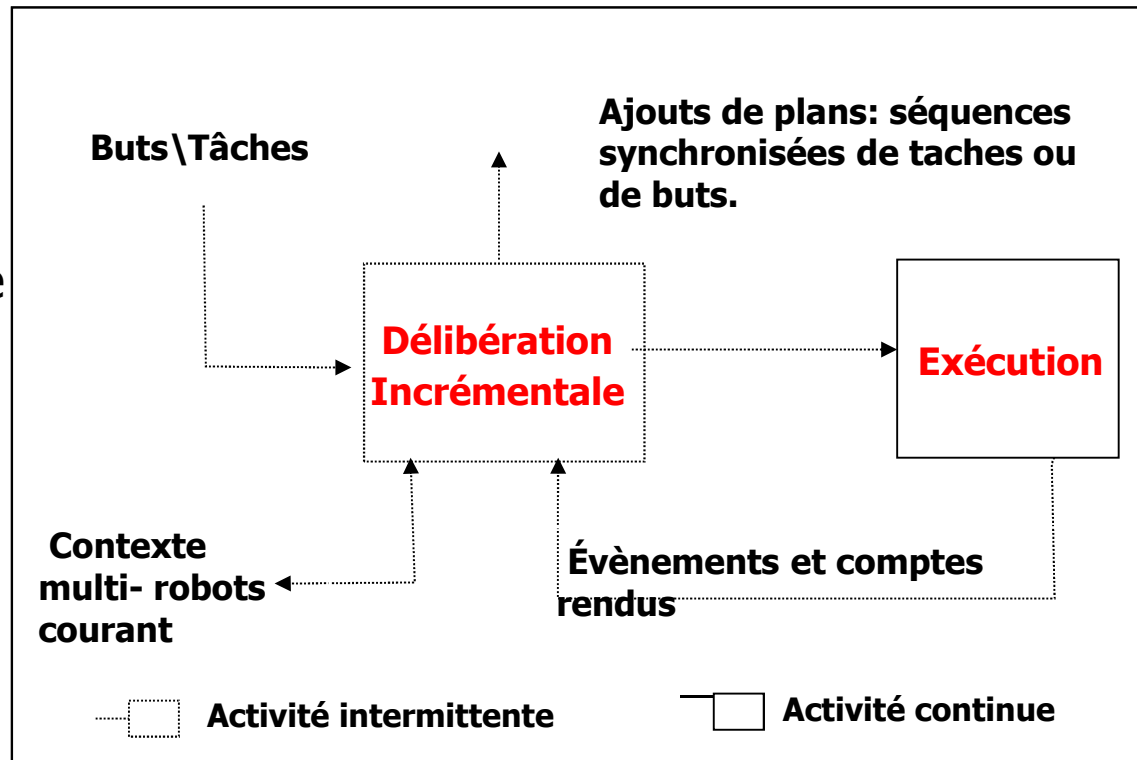 Buts\Tâches
Ajouts de plans: séquences
synchronisées de taches ou
de buts.
e
Délibération
Incrémentale
Exécution
Contexte
multi- robots
courant
Évènements et comptes
rendus
Activité intermittente
Activité continue